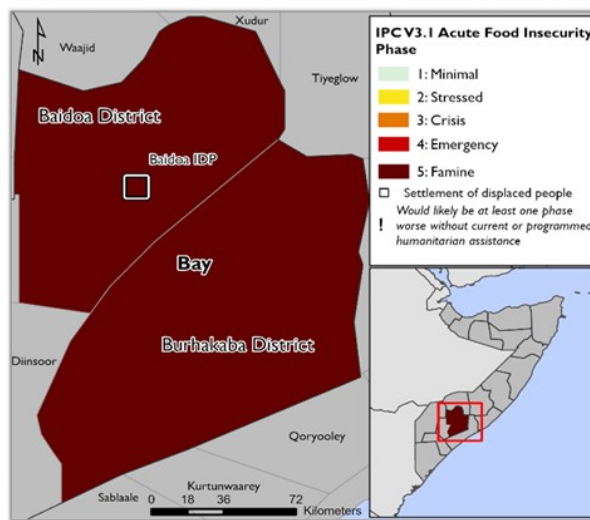 Xudur
Waajid
Tiyeglow
Baidoa District
Baidoa IDP
Bay
Burhakaba District
Diinsoor
Qoryooley
Kurtunwaarey
Sablaale
0 18 36 72
Kilometers
N
IPC V3.1 Acute Food Insecurity
Phase
1: Minimal
2: Stressed
3: Crisis
4: Emergency
5: Famine
Settlement of displaced people
Would likely be at least one phase
! worse without current or programmed
humanitarian assistance